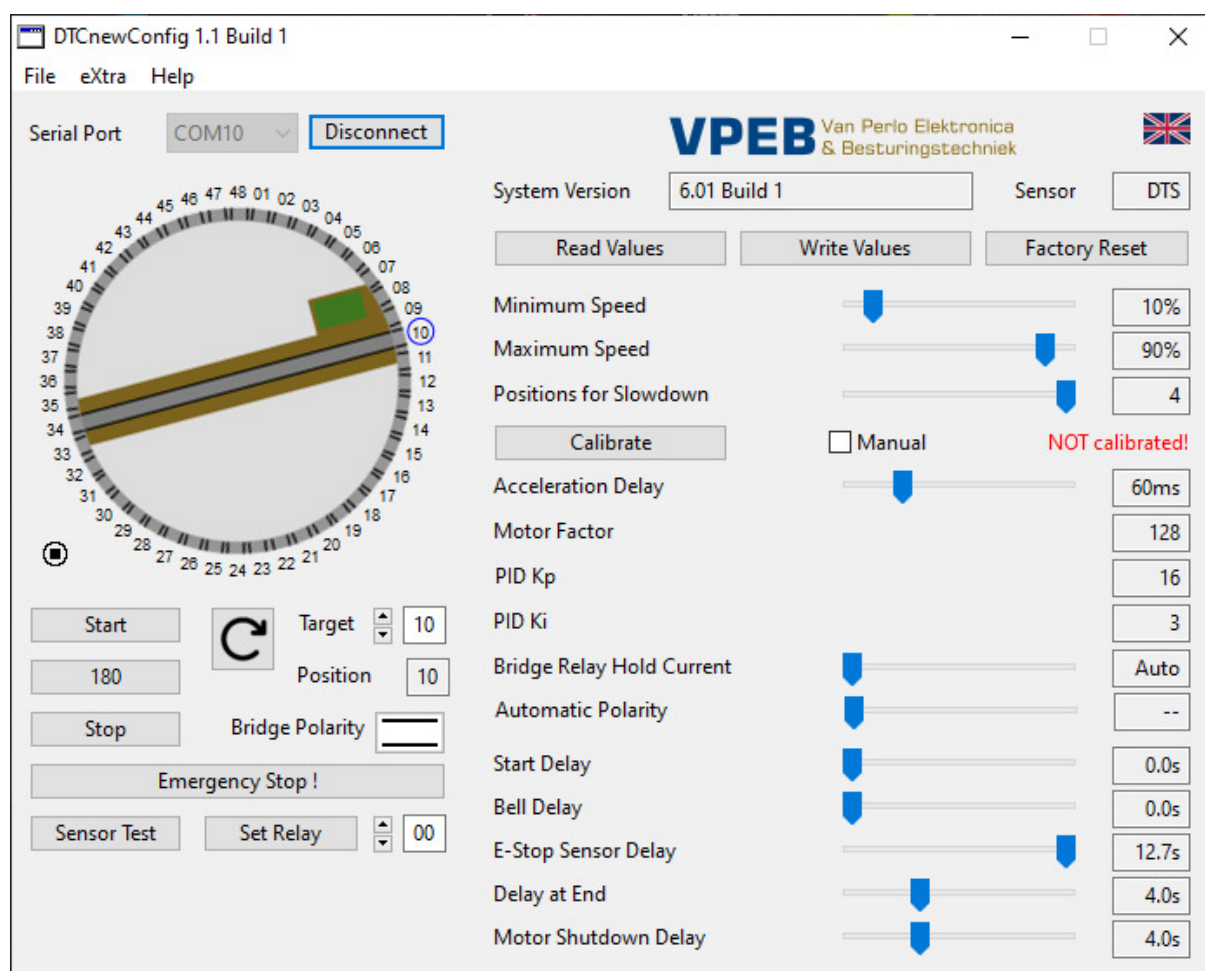 DTCnewConfig 1.1 Build 1
File eXtra Help
Serial Port COM10 Disconnect
VPEB Van Perlo Elektronica
& Besturingstechniek
System Version 6.01 Build 1 Sensor DTS
Read Values Write Values Factory Reset
Minimum Speed 10%
Maximum Speed 90%
Positions for Slowdown 4
Calibrate Manual NOT calibrated!
Acceleration Delay 60ms
Motor Factor 128
PID Kp 16
PID Ki 3
Bridge Relay Hold Current Auto
Automatic Polarity --
Start Delay 0.0s
Bell Delay 0.0s
E-Stop Sensor Delay 12.7s
Delay at End 4.0s
Motor Shutdown Delay 4.0s
01 02 03 04 05 06 07 08 09 10 11 12 13 14 15 16 17 18 19 20 21 22 23 24 25 26 27 28 29 30 31 32 33 34 35 36 37 38 39 40 41 42 43 44 45 46 47 48
Start Target 10
180 Position 10
Stop Bridge Polarity
Emergency Stop !
Sensor Test Set Relay 00